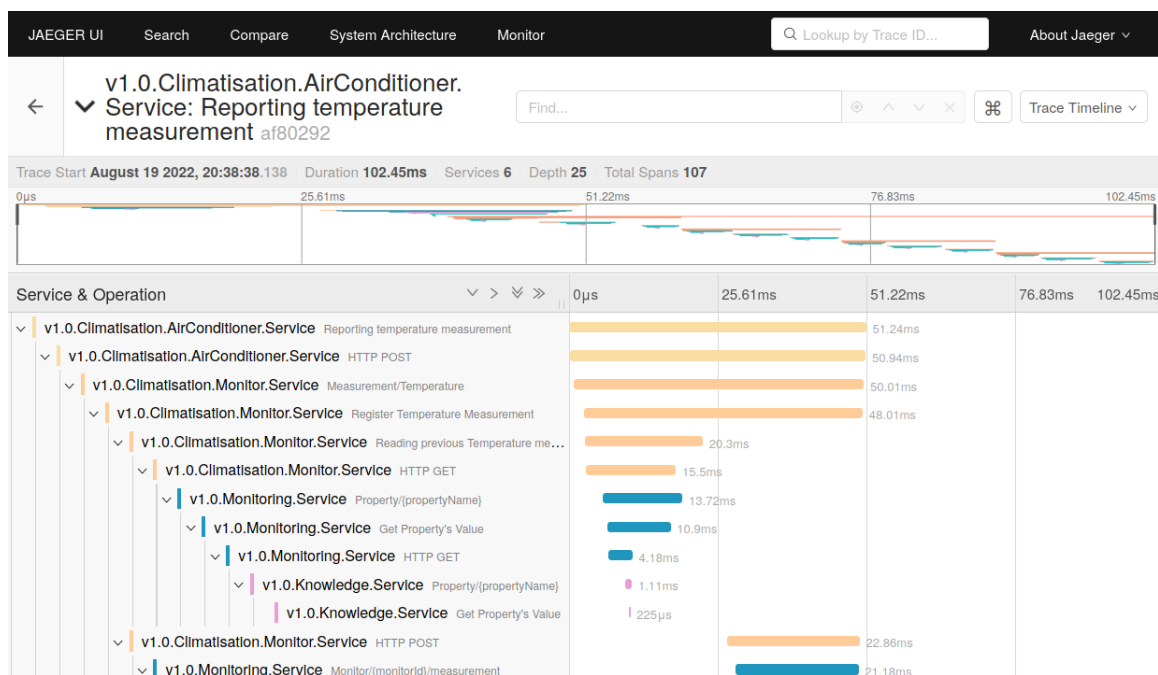 JAEGER UI Search Compare System Architecture Monitor Lookup by Trace ID... About Jaeger
v1.0.Climatisation.AirConditioner.
Service: Reporting temperature
measurement af80292
Find...
⌘
Trace Timeline
Trace Start August 19 2022, 20:38:38.138 Duration 102.45ms Services 6 Depth 25 Total Spans 107
0μs 25.61ms 51.22ms 76.83ms 102.45ms
Service & Operation 0μs 25.61ms 51.22ms 76.83ms 102.45ms
v1.0.Climatisation.AirConditioner.Service Reporting temperature measurement 51.24ms
v1.0.Climatisation.AirConditioner.Service HTTP POST 50.94ms
v1.0.Climatisation.Monitor.Service Measurement/Temperature 50.01ms
v1.0.Climatisation.Monitor.Service Register Temperature Measurement 48.01ms
v1.0.Climatisation.Monitor.Service Reading previous Temperature me... 20.3ms
v1.0.Climatisation.Monitor.Service HTTP GET 15.5ms
v1.0.Monitoring.Service Property/{propertyName} 13.72ms
v1.0.Monitoring.Service Get Property's Value 10.9ms
v1.0.Monitoring.Service HTTP GET 4.18ms
v1.0.Knowledge.Service Property/{propertyName} 1.11ms
v1.0.Knowledge.Service Get Property's Value 225μs
v1.0.Climatisation.Monitor.Service HTTP POST 22.86ms
v1.0.Monitoring.Service Monitor/{monitorId}/measurement 21.18ms